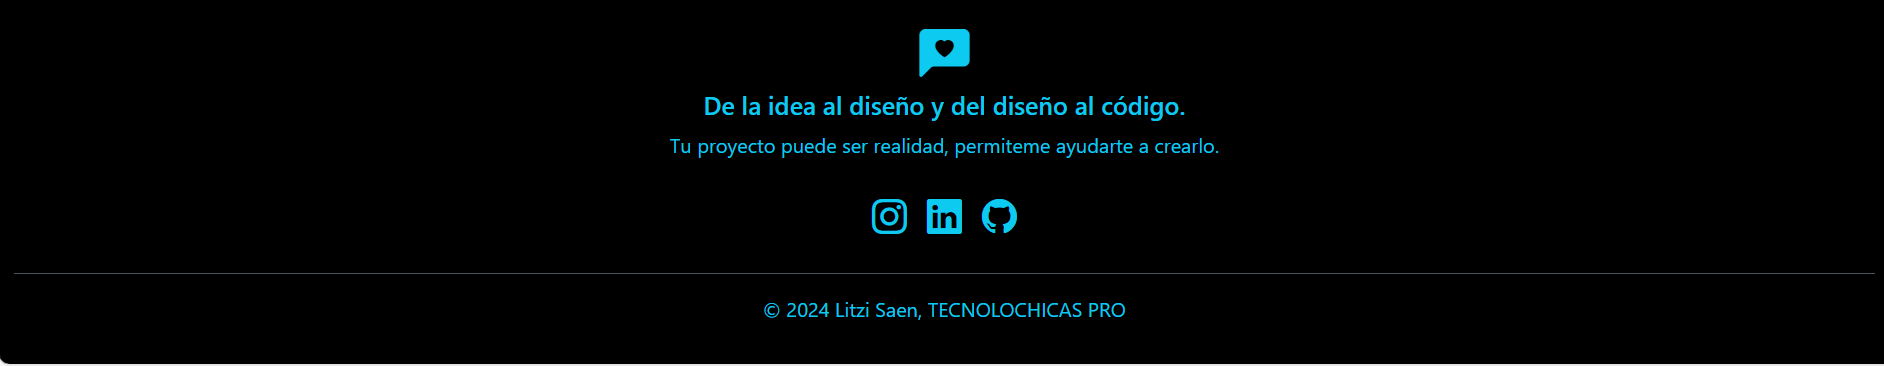 De la idea al diseño y del diseño al código.
Tu proyecto puede ser realidad, permiteme ayudarte a crearlo.
in
© 2024 Litzi Saen, TECNOLOCHICAS PRO